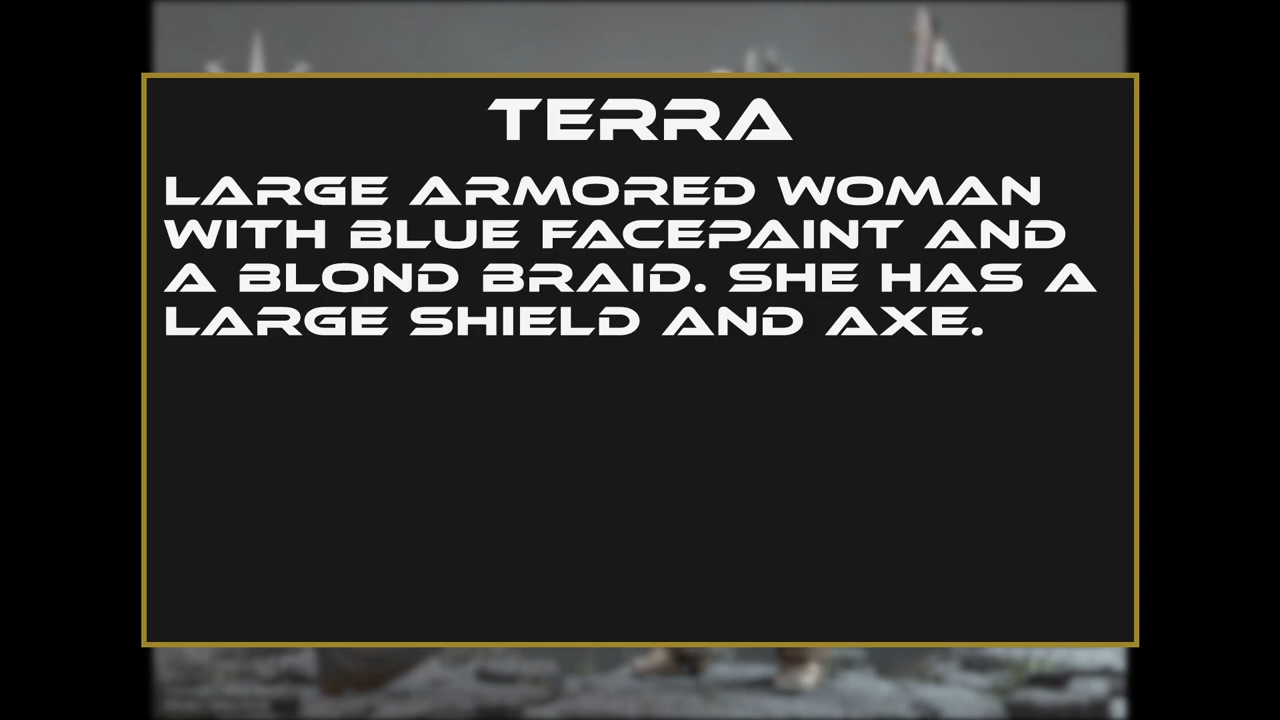 TERRA
LARGE ARMORED WOMAN
WITH BLUE FACEPAINT AND
A BLOND BRAID. SHE HAS A
LARGE SHIELD AND AXE.